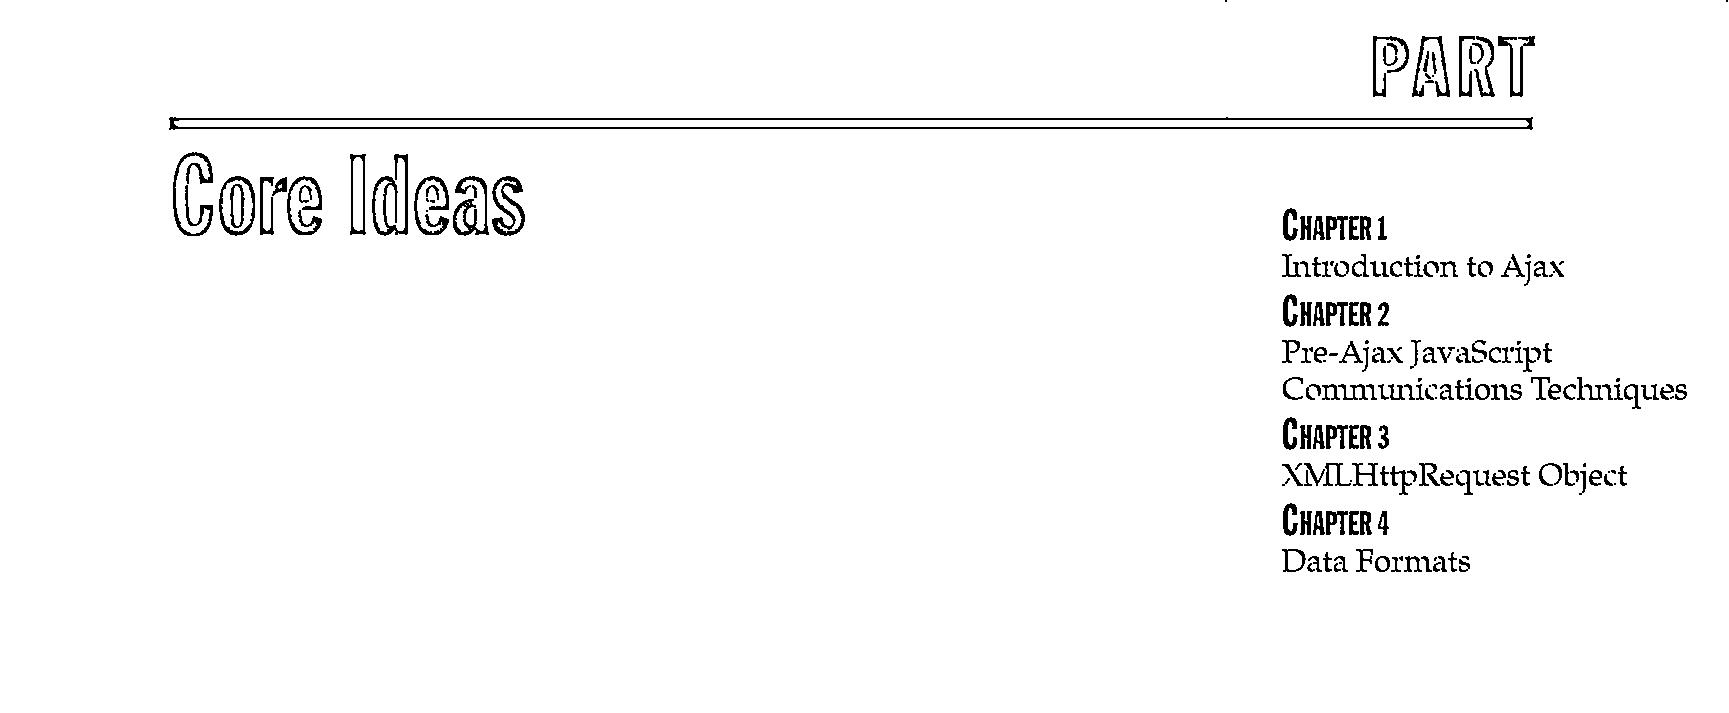 PART
Core Ideas
CHAPTER 1
Introduction to Ajax
CHAPTER 2
Pre-Ajax JavaScript
Communications Techniques
CHAPTER 3
XMLHttpRequest Object
CHAPTER 4
Data Formats